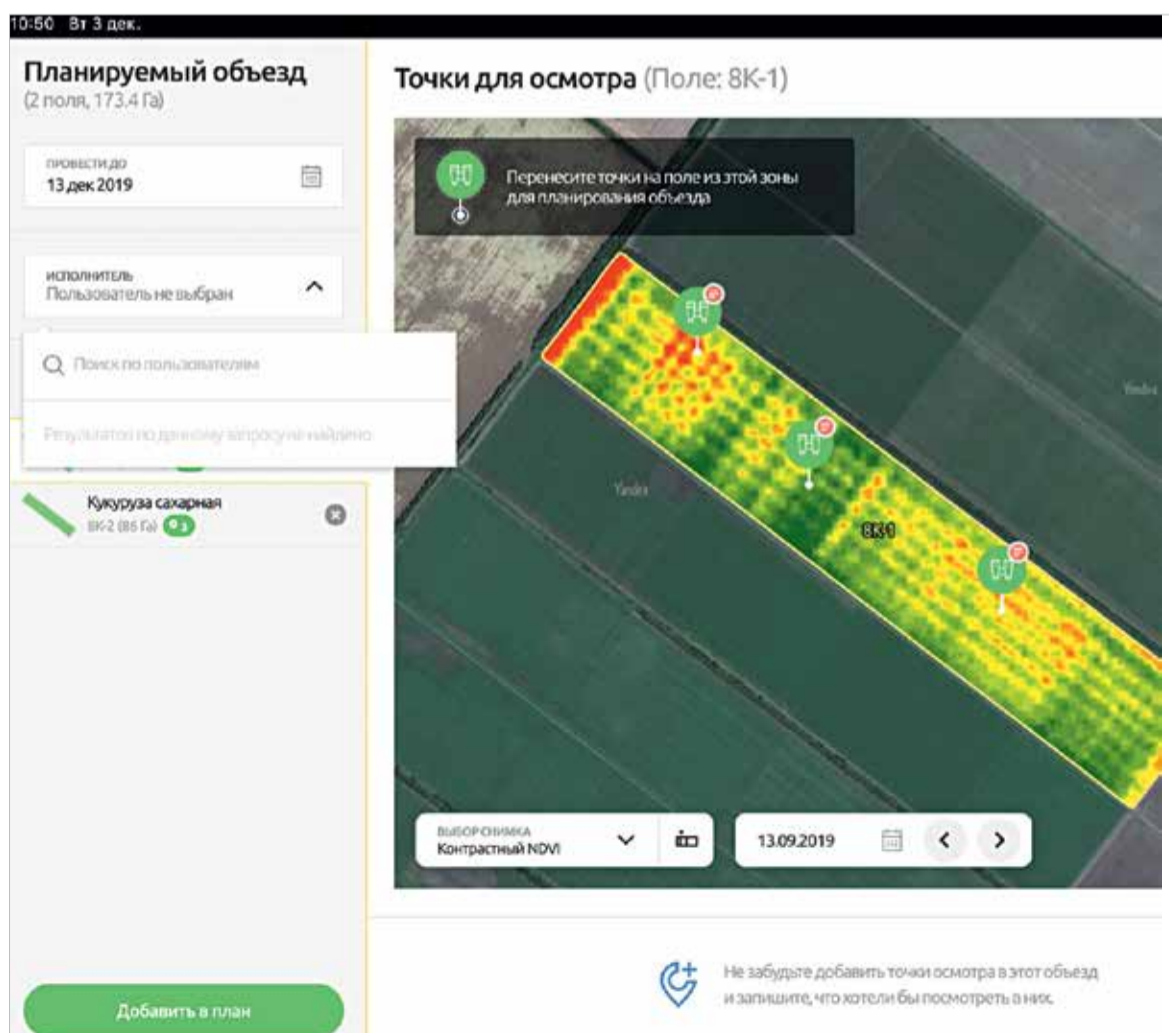 10:50 Вт 3 дек.
Планируемый объезд
(2 поля, 173.4 Га)
ПРОВЕСТИ ДО
13 дек 2019
ИСПОЛНИТЕЛЬ
Пользователь не выбран
Поиск по пользователям
Результатов по данному запросу не найдено
Кукуруза сахарная
8К-2 (86 Га) 3
Добавить в план
Точки для осмотра (Поле: 8К-1)
Перенесите точки на поле из этой зоны
для планирования объезда
Yandex
Yandex
8К-1
ВЫБОР СНИМКА
Контрастный NDVI
13.09.2019
Не забудьте добавить точки осмотра в этот объезд
и запишите, что хотели бы посмотреть в них.